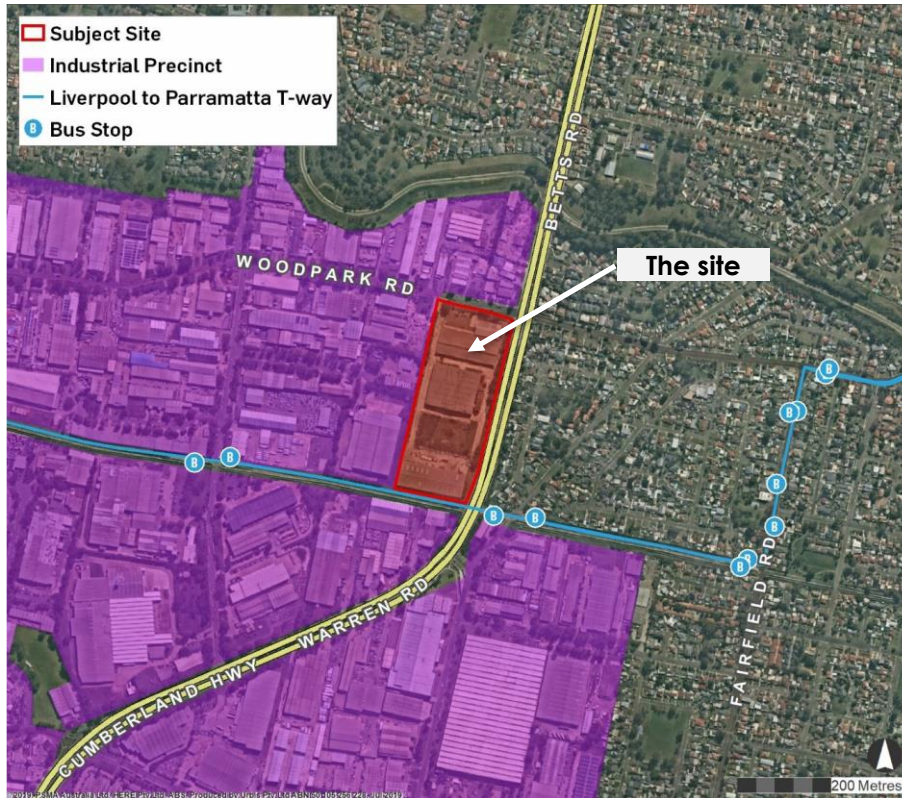 Subject Site
Industrial Precinct
Liverpool to Parramatta T-way
B Bus Stop
BETTS RD
The site
WOODPARK RD
B
B
B
B
B
B
B
B
B
B
FAIRFIELD RD
WARREN RD
CUMBERLAND HWY
200 Metres